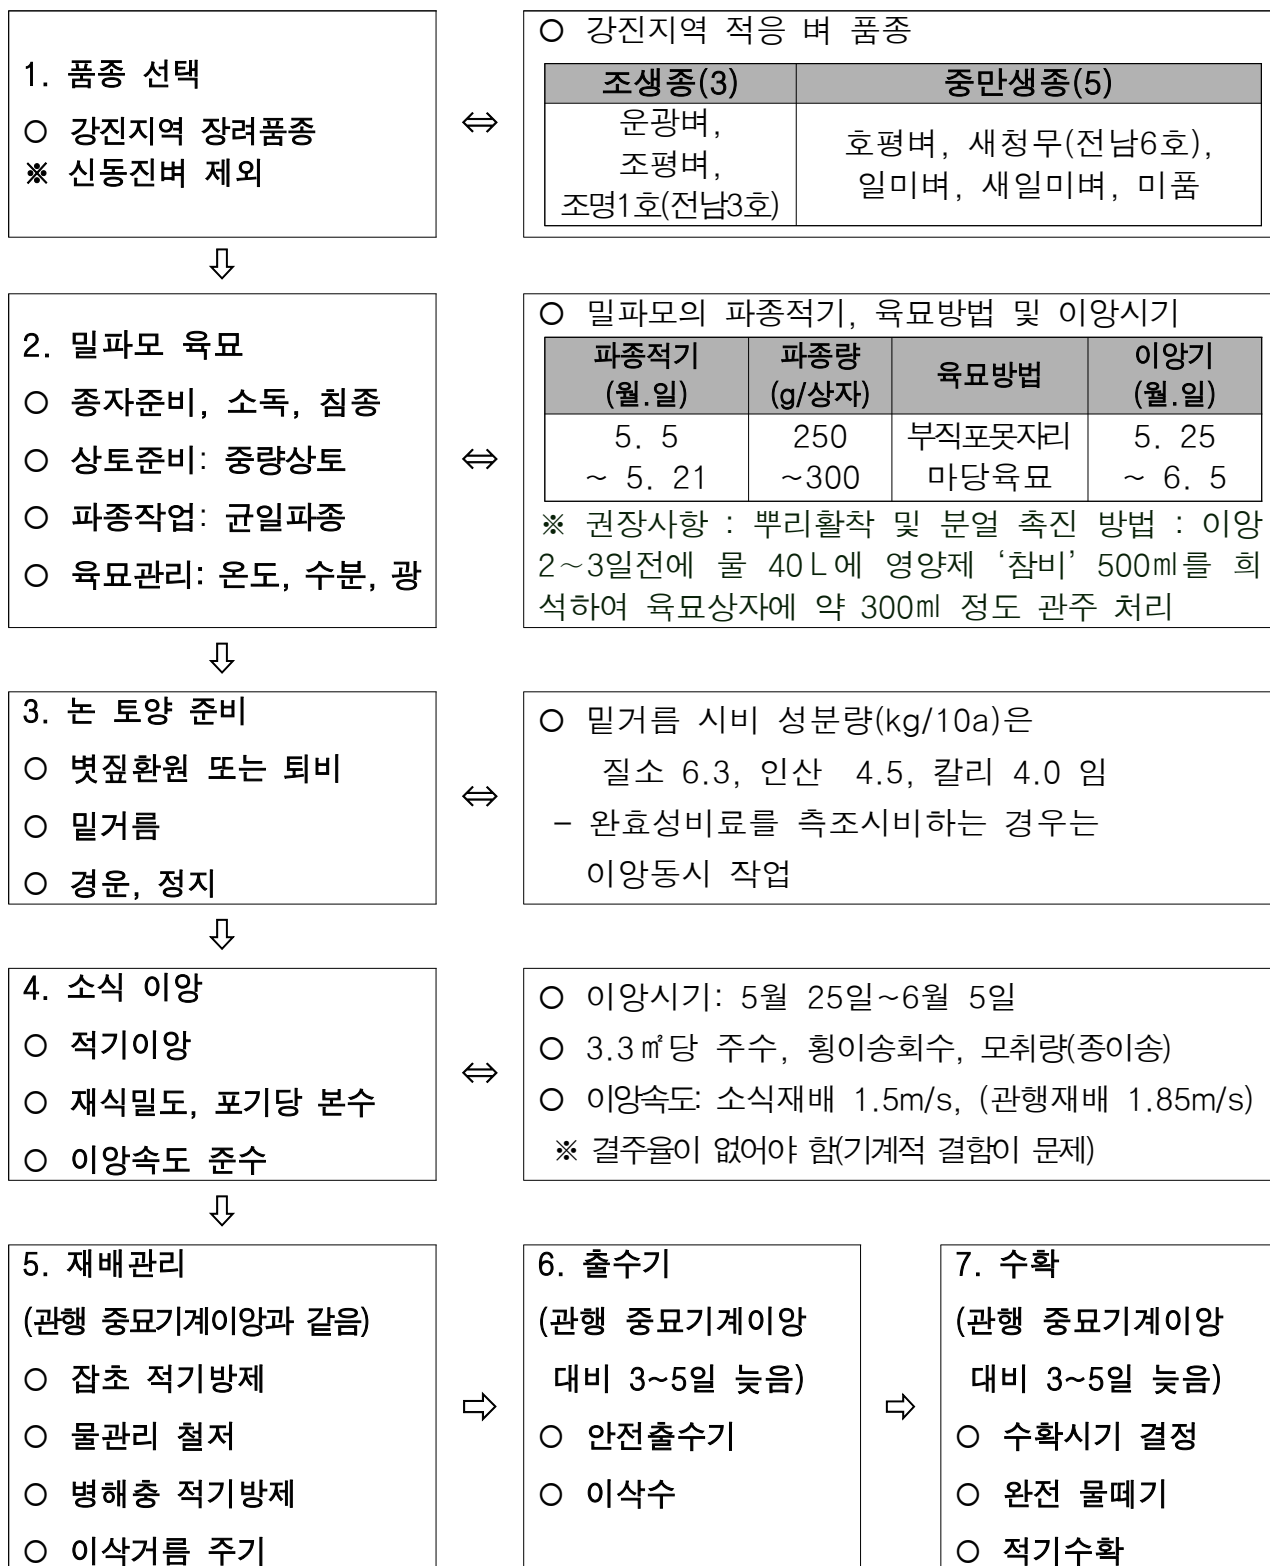 1. 품종 선택
○ 강진지역 장려품종
※ 신동진벼 제외
⇔
○ 강진지역 적응 벼 품종
조생종(3) 중만생종(5)
운광벼,
조평벼,
조명1호(전남3호)
호평벼, 새청무(전남6호),
일미벼, 새일미벼, 미품
⇩
2. 밀파모 육묘
○ 종자준비, 소독, 침종
○ 상토준비: 중량상토
○ 파종작업: 균일파종
○ 육묘관리: 온도, 수분, 광
⇔
○ 밀파모의 파종적기, 육묘방법 및 이앙시기
파종적기 (월.일) 파종량 (g/상자) 육묘방법 이앙기 (월.일)
5. 5 250 부직포못자리 5. 25
~ 5. 21 ~300 마당육묘 ~ 6. 5
※ 권장사항 : 뿌리활착 및 분얼 촉진 방법 : 이앙
2~3일전에 물 40L에 영양제 ‘참비’ 500㎖를 희
석하여 육묘상자에 약 300㎖ 정도 관주 처리
⇩
3. 논 토양 준비
○ 볏짚환원 또는 퇴비
○ 밑거름
○ 경운, 정지
⇔
○ 밑거름 시비 성분량(kg/10a)은
질소 6.3, 인산 4.5, 칼리 4.0 임
- 완효성비료를 측조시비하는 경우는
이앙동시 작업
⇩
4. 소식 이앙
○ 적기이앙
○ 재식밀도, 포기당 본수
○ 이앙속도 준수
⇔
○ 이앙시기: 5월 25일~6월 5일
○ 3.3㎡당 주수, 횡이송회수, 모취량(종이송)
○ 이앙속도: 소식재배 1.5m/s, (관행재배 1.85m/s)
※ 결주율이 없어야 함(기계적 결함이 문제)
⇩
5. 재배관리
(관행 중묘기계이앙과 같음)
○ 잡초 적기방제
○ 물관리 철저
○ 병해충 적기방제
○ 이삭거름 주기
⇨
6. 출수기
(관행 중묘기계이앙
대비 3~5일 늦음)
○ 안전출수기
○ 이삭수
⇨
7. 수확
(관행 중묘기계이앙
대비 3~5일 늦음)
○ 수확시기 결정
○ 완전 물떼기
○ 적기수확